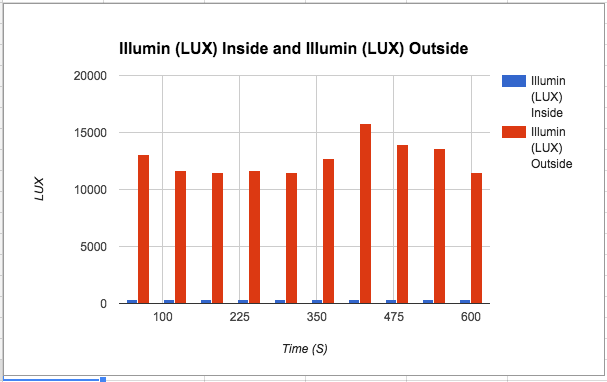 Illumin (LUX) Inside and Illumin (LUX) Outside
20000
15000
10000
5000
0
LUX
100
225
350
475
600
Time (S)
Illumin
(LUX)
Inside
Illumin
(LUX)
Outside